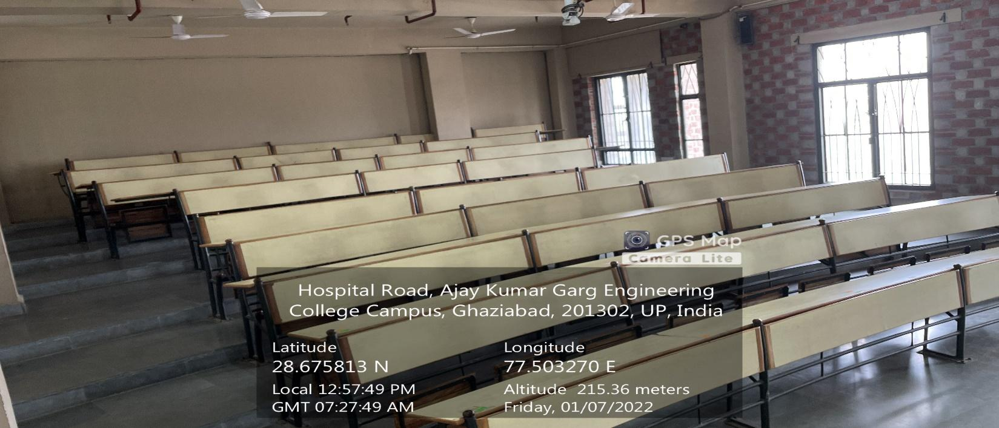 GPS Map
Camera Lite
Hospital Road, Ajay Kumar Garg Engineering
College Campus, Ghaziabad, 201302, UP, India
Latitude
28.675813 N
Longitude
77.503270 E
Local 12:57:49 PM
GMT 07:27:49 AM
Altitude 215.36 meters
Friday, 01/07/2022